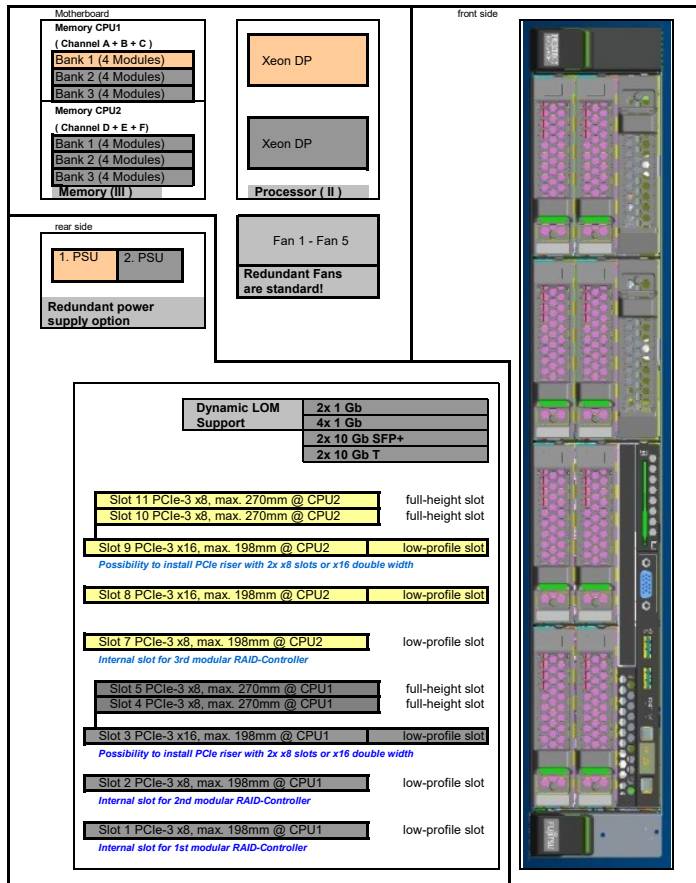 Motherboard
Memory CPU1
( Channel A + B + C )
Bank 1 (4 Modules)
Bank 2 (4 Modules)
Bank 3 (4 Modules)
Memory CPU2
( Channel D + E + F)
Bank 1 (4 Modules)
Bank 2 (4 Modules)
Bank 3 (4 Modules)
Memory (III )
Xeon DP
Xeon DP
Processor ( II )
front side
rear side
1. PSU
2. PSU
Redundant power
supply option
Fan 1 - Fan 5
Redundant Fans
are standard!
Dynamic LOM
Support
2x 1 Gb
4x 1 Gb
2x 10 Gb SFP+
2x 10 Gb T
Slot 11 PCIe-3 x8, max. 270mm @ CPU2 full-height slot
Slot 10 PCIe-3 x8, max. 270mm @ CPU2 full-height slot
Slot 9 PCIe-3 x16, max. 198mm @ CPU2 low-profile slot
Possibility to install PCIe riser with 2x x8 slots or x16 double width
Slot 8 PCIe-3 x16, max. 198mm @ CPU2 low-profile slot
Slot 7 PCIe-3 x8, max. 198mm @ CPU2 low-profile slot
Internal slot for 3rd modular RAID-Controller
Slot 5 PCIe-3 x8, max. 270mm @ CPU1 full-height slot
Slot 4 PCIe-3 x8, max. 270mm @ CPU1 full-height slot
Slot 3 PCIe-3 x16, max. 198mm @ CPU1 low-profile slot
Possibility to install PCIe riser with 2x x8 slots or x16 double width
Slot 2 PCIe-3 x8, max. 198mm @ CPU1 low-profile slot
Internal slot for 2nd modular RAID-Controller
Slot 1 PCIe-3 x8, max. 198mm @ CPU1 low-profile slot
Internal slot for 1st modular RAID-Controller
FUJITSU